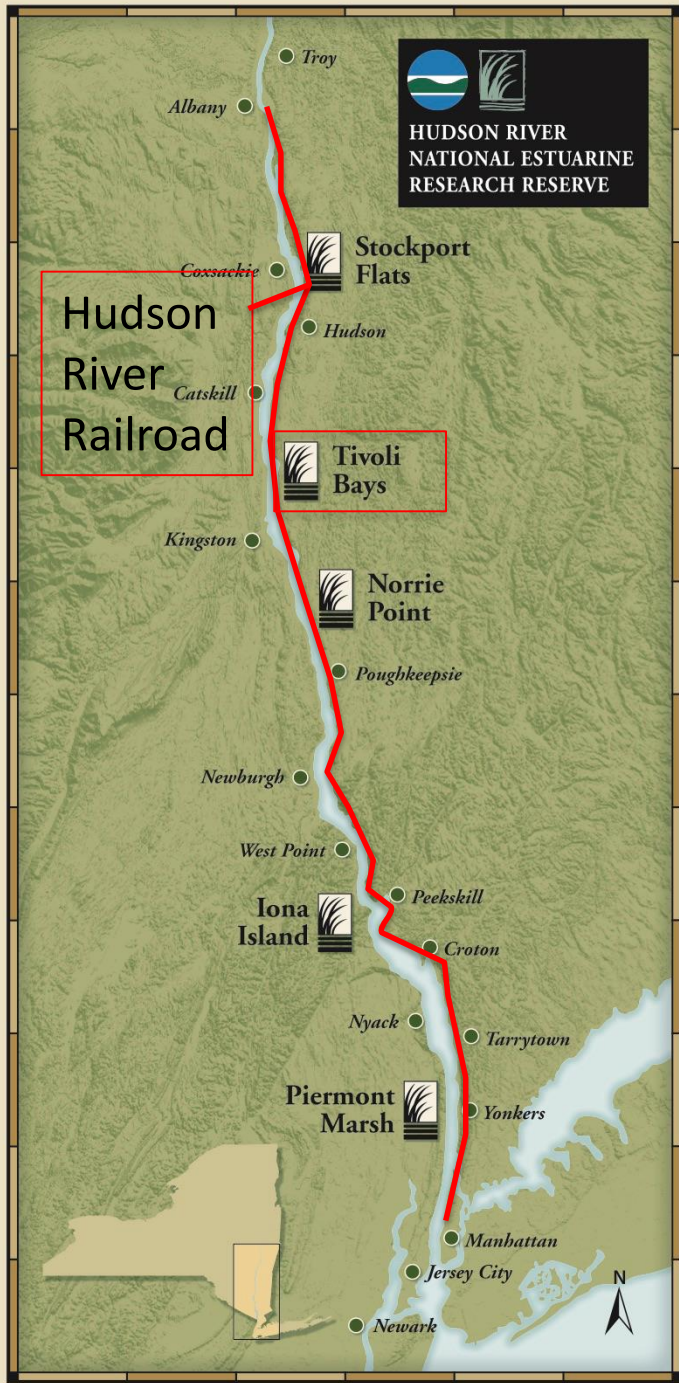 Troy
Albany
HUDSON RIVER
NATIONAL ESTUARINE
RESEARCH RESERVE
Stockport
Flats
Coxsackie
Hudson
River
Railroad
Hudson
Catskill
Tivoli
Bays
Kingston
Norrie
Point
Poughkeepsie
Newburgh
West Point
Peekskill
Iona
Island
Croton
Nyack
Tarrytown
Piermont
Marsh
Yonkers
Manhattan
Jersey City
N
Newark